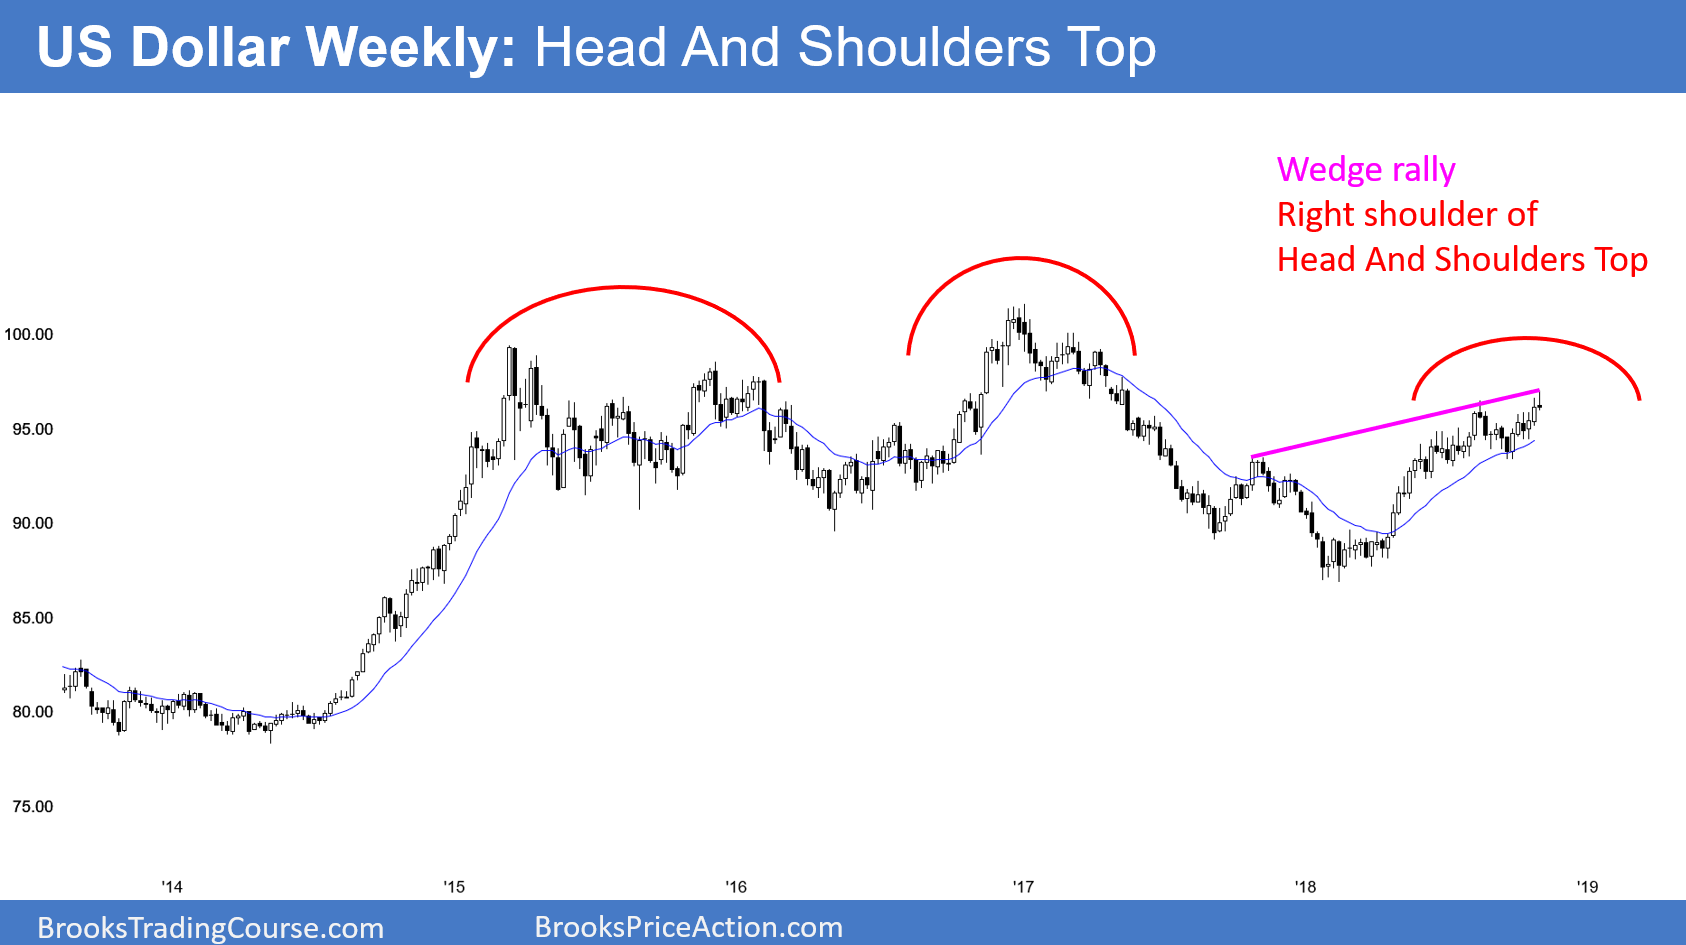 US Dollar Weekly: Head And Shoulders Top
Wedge rally
Right shoulder of
Head And Shoulders Top
100.00
95.00
90.00
85.00
80.00
75.00
'14 '15 '16 '17 '18 '19
BrooksTradingCourse.com BrooksPriceAction.com